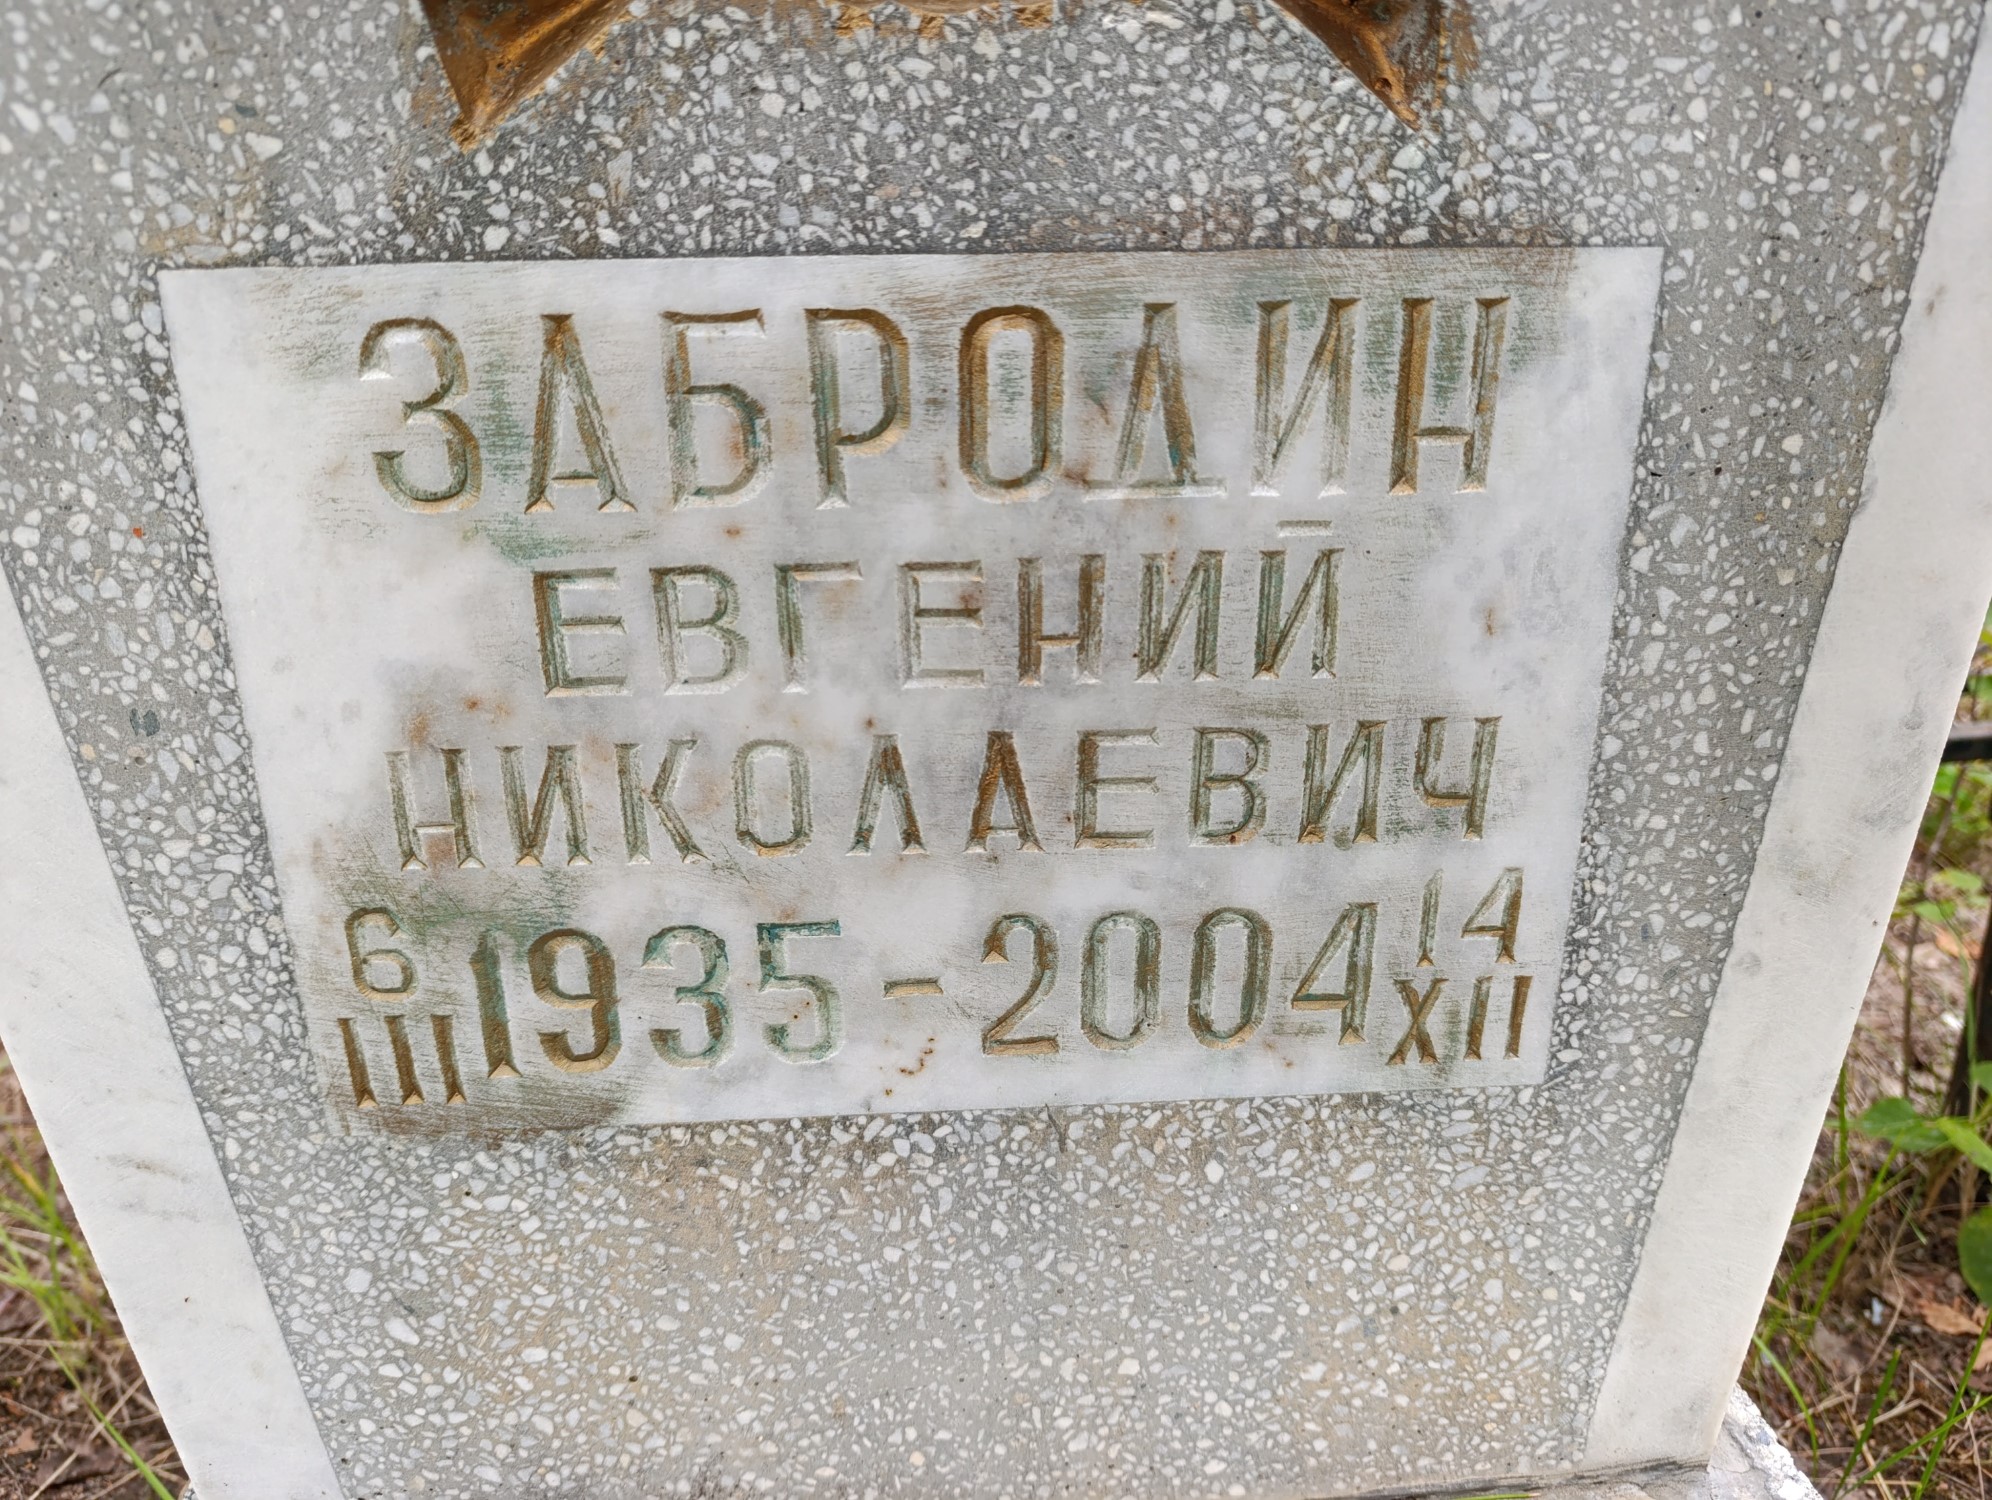 ЗАБРОДИН
ЕВГЕНИЙ
НИКОЛАЕВИЧ
6 III 1935 - 2004 14 XII